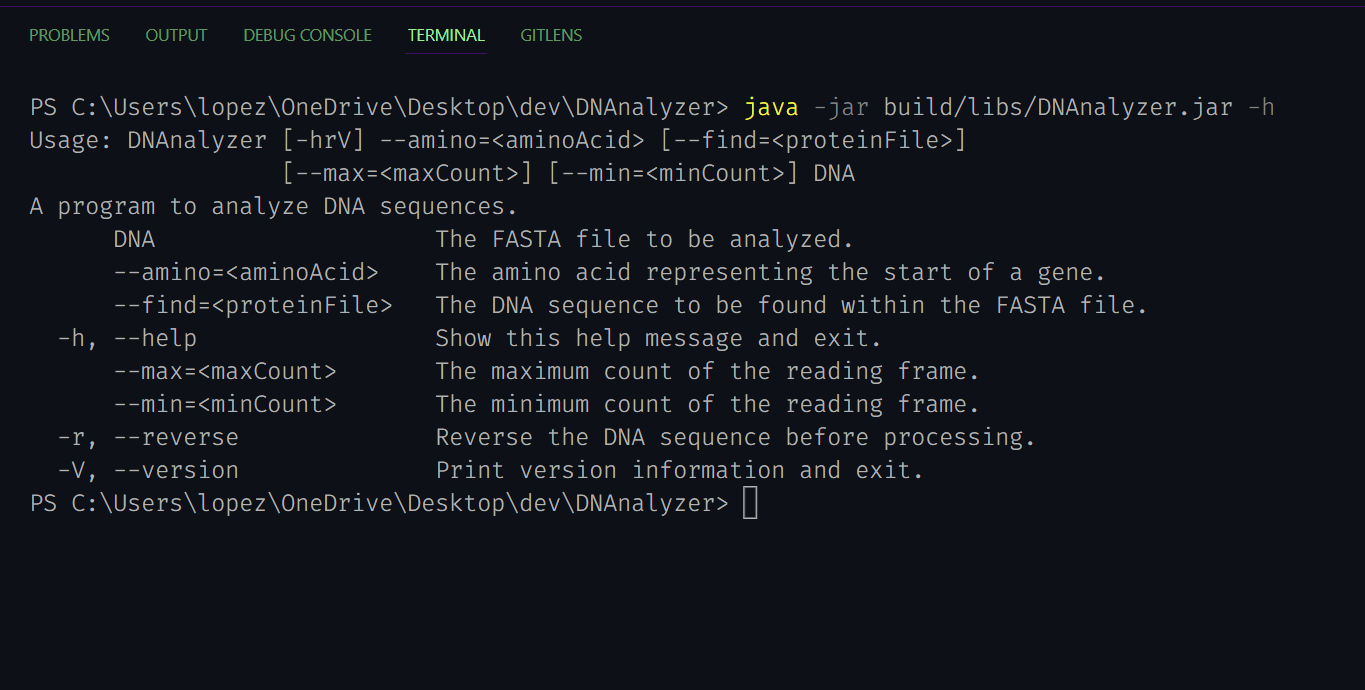 PROBLEMS OUTPUT DEBUG CONSOLE TERMINAL GITLENS
PS C:\Users\lopez\OneDrive\Desktop\dev\DNAnalyzer> java -jar build/libs/DNAnalyzer.jar -h
Usage: DNAnalyzer [-hrV] --amino=<aminoAcid> [--find=<proteinFile>]
                  [--max=<maxCount>] [--min=<minCount>] DNA
A program to analyze DNA sequences.
      DNA                    The FASTA file to be analyzed.
      --amino=<aminoAcid>    The amino acid representing the start of a gene.
      --find=<proteinFile>   The DNA sequence to be found within the FASTA file.
  -h, --help                 Show this help message and exit.
      --max=<maxCount>       The maximum count of the reading frame.
      --min=<minCount>       The minimum count of the reading frame.
  -r, --reverse              Reverse the DNA sequence before processing.
  -V, --version              Print version information and exit.
PS C:\Users\lopez\OneDrive\Desktop\dev\DNAnalyzer>